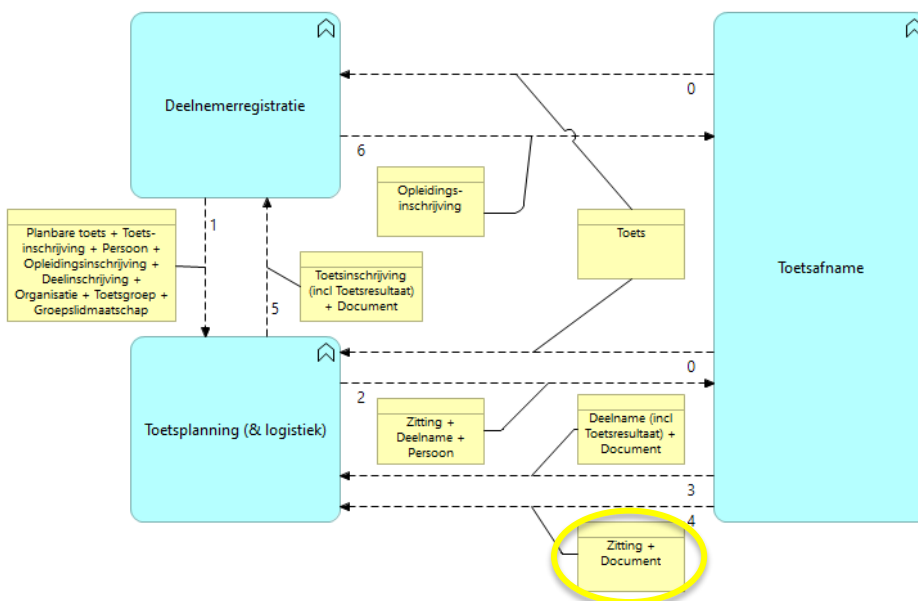 Deelnemerregistratie
0
6
Opleidings-
inschrijving
Toets
Toetsafname
1
Planbare toets + Toets-
inschrijving + Persoon +
Opleidingsinschrijving +
Deelinschrijving +
Organisatie + Toetsgroep +
Groepslidmaatschap
Toetsinschrijving
(incl Toetsresultaat)
+ Document
5
0
Toetsplanning (& logistiek)
2
Zitting +
Deelname +
Persoon
Deelname (incl
Toetsresultaat) +
Document
3
4
Zitting +
Document